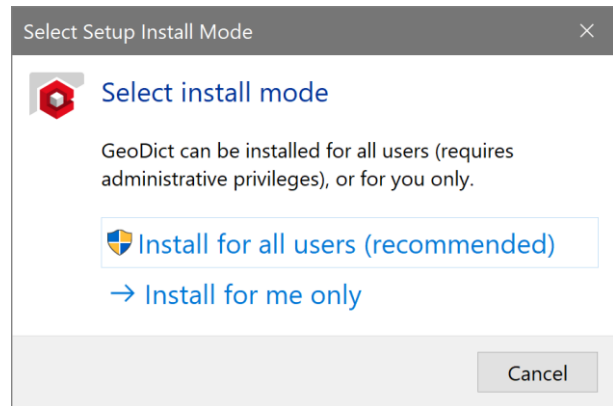 Select Setup Install Mode
Select install mode
GeoDict can be installed for all users (requires
administrative privileges), or for you only.
Install for all users (recommended)
→ Install for me only
Cancel